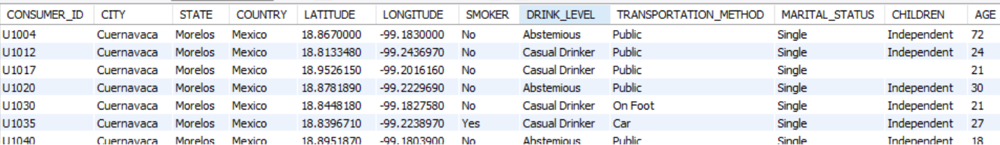 CONSUMER_ID CITY STATE COUNTRY LATITUDE LONGITUDE SMOKER DRINK_LEVEL TRANSPORTATION_METHOD MARITAL_STATUS CHILDREN AGE
U1004 Cuernavaca Morelos Mexico 18.8670000 -99.1830000 No Abstemious Public Single Independent 72
U1012 Cuernavaca Morelos Mexico 18.8133480 -99.2436970 No Casual Drinker Public Single Independent 24
U1017 Cuernavaca Morelos Mexico 18.9526150 -99.2016160 No Casual Drinker Public Single 21
U1020 Cuernavaca Morelos Mexico 18.8781890 -99.2229690 No Abstemious Public Single Independent 30
U1030 Cuernavaca Morelos Mexico 18.8448180 -99.1827580 No Casual Drinker On Foot Single Independent 21
U1035 Cuernavaca Morelos Mexico 18.8396710 -99.2238970 Yes Casual Drinker Car Single Independent 27
U1040 Cuernavaca Morelos Mexico 18.8951870 -99.1803900 No Abstemious Public Single Independent 18